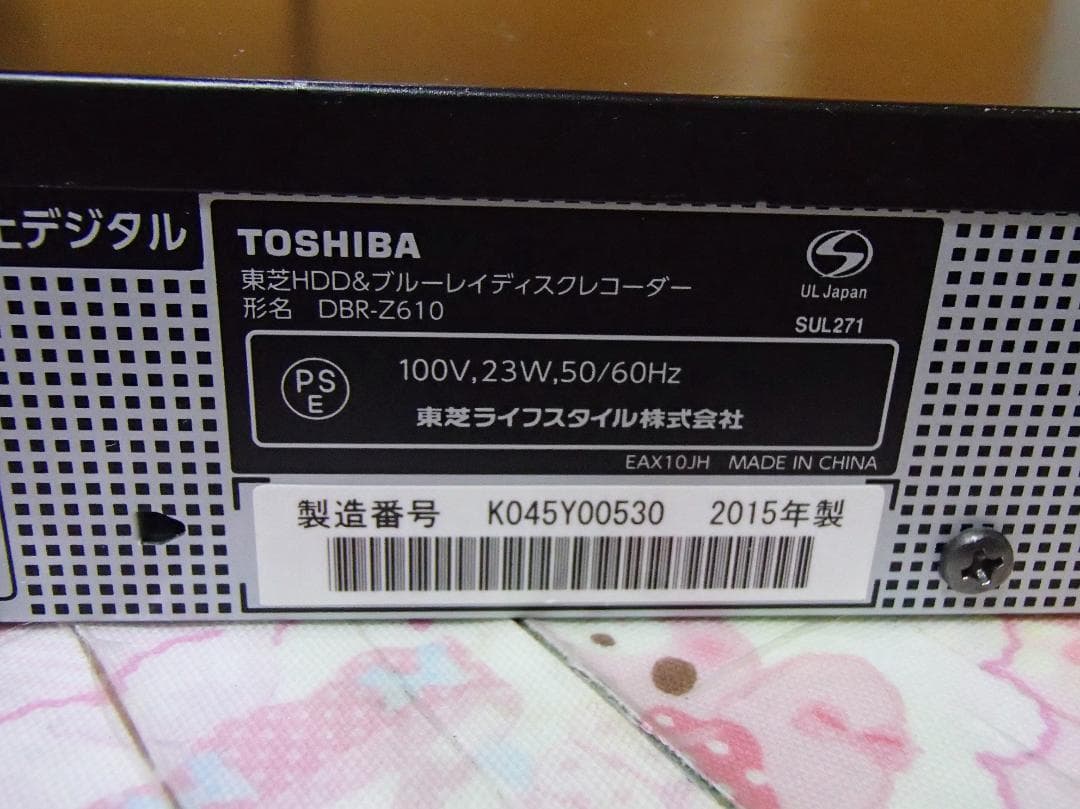 上デジタル
TOSHIBA
東芝HDD&ブルーレイディスクレコーダー
形名 DBR-Z610
UL Japan
SUL271
PS
E
100V,23W,50/60Hz
東芝ライフスタイル株式会社
EAX10JH MADE IN CHINA
製造番号 K045Y00530 2015年製